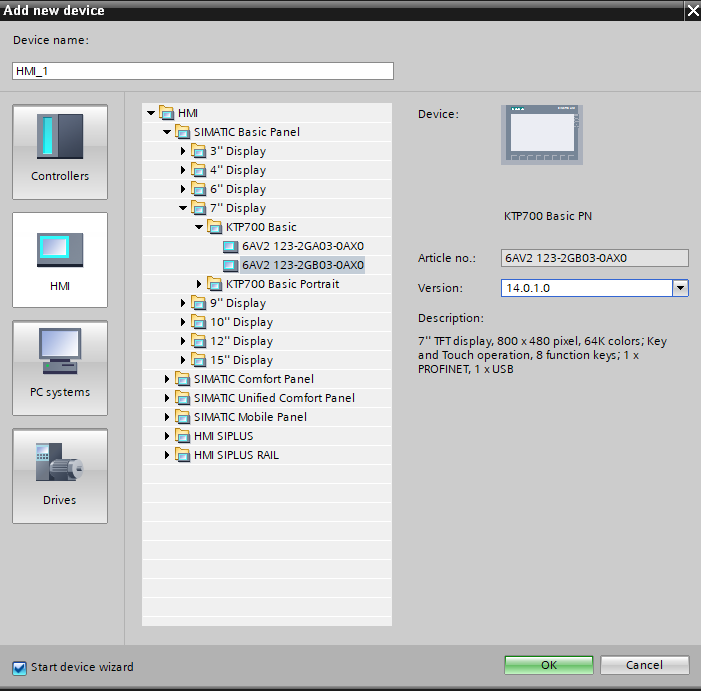 Add new device
Device name:
HMI_1
Controllers
HMI
PC systems
Drives
HMI
SIMATIC Basic Panel
3'' Display
4'' Display
6'' Display
7'' Display
KTP700 Basic
6AV2 123-2GA03-0AX0
6AV2 123-2GB03-0AX0
KTP700 Basic Portrait
9'' Display
10'' Display
12'' Display
15'' Display
SIMATIC Comfort Panel
SIMATIC Unified Comfort Panel
SIMATIC Mobile Panel
HMI SIPLUS
HMI SIPLUS RAIL
Device:
KTP700 Basic PN
Article no.:
6AV2 123-2GB03-0AX0
Version:
14.0.1.0
Description:
7'' TFT display, 800 x 480 pixel, 64K colors; Key
and Touch operation, 8 function keys; 1 x
PROFINET, 1 x USB
Start device wizard
OK
Cancel